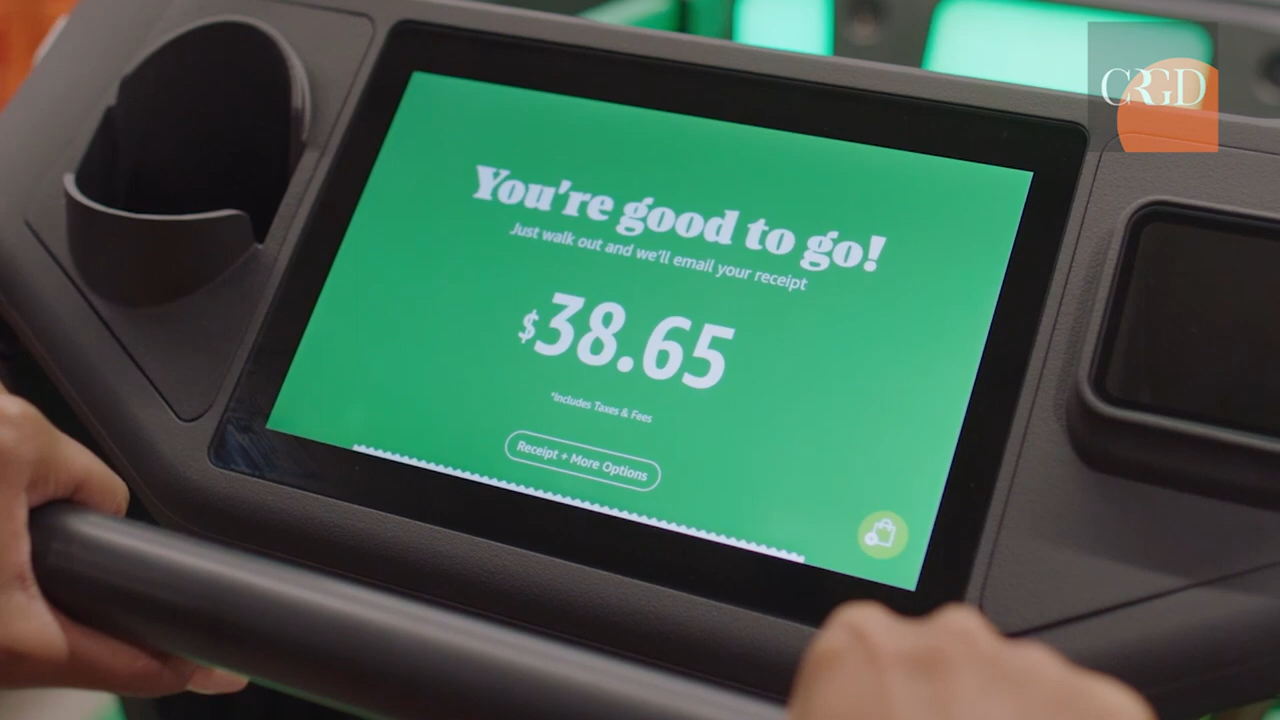 CRGD
You're good to go!
Just walk out and we'll email your receipt
$38.65
*Includes Taxes & Fees
Receipt + More Options